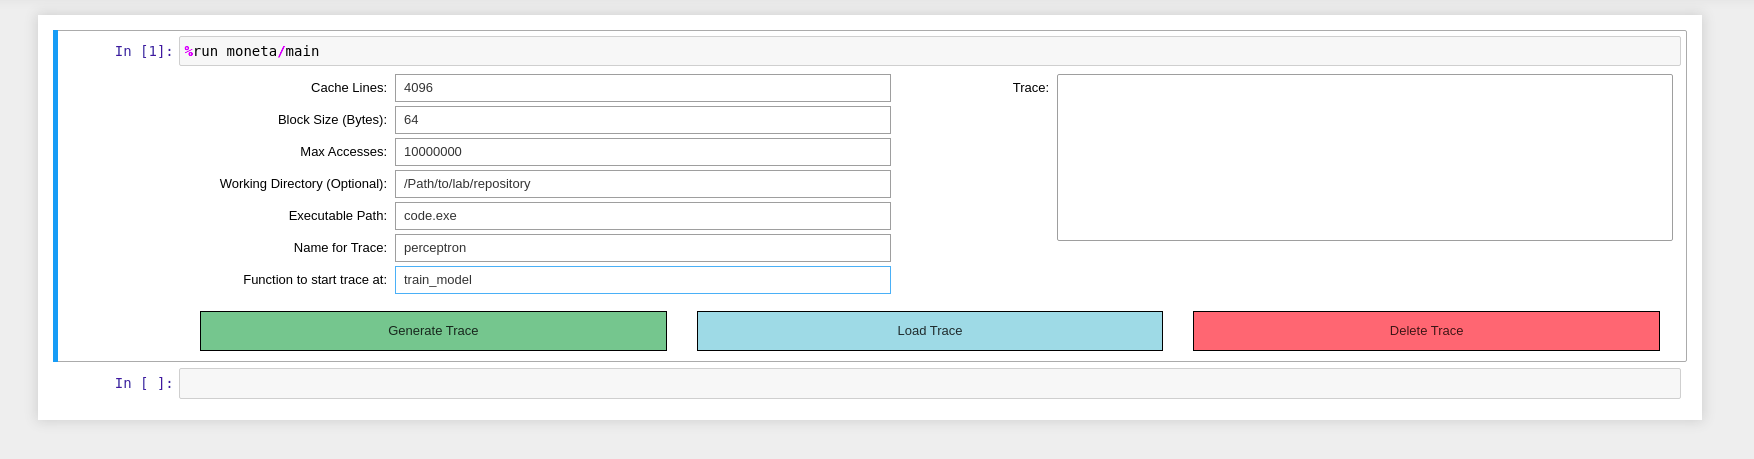 In [1]: %run moneta/main
Cache Lines: 4096
Block Size (Bytes): 64
Max Accesses: 10000000
Working Directory (Optional): /Path/to/lab/repository
Executable Path: code.exe
Name for Trace: perceptron
Function to start trace at: train_model
Trace:
Generate Trace
Load Trace
Delete Trace
In [ ]: